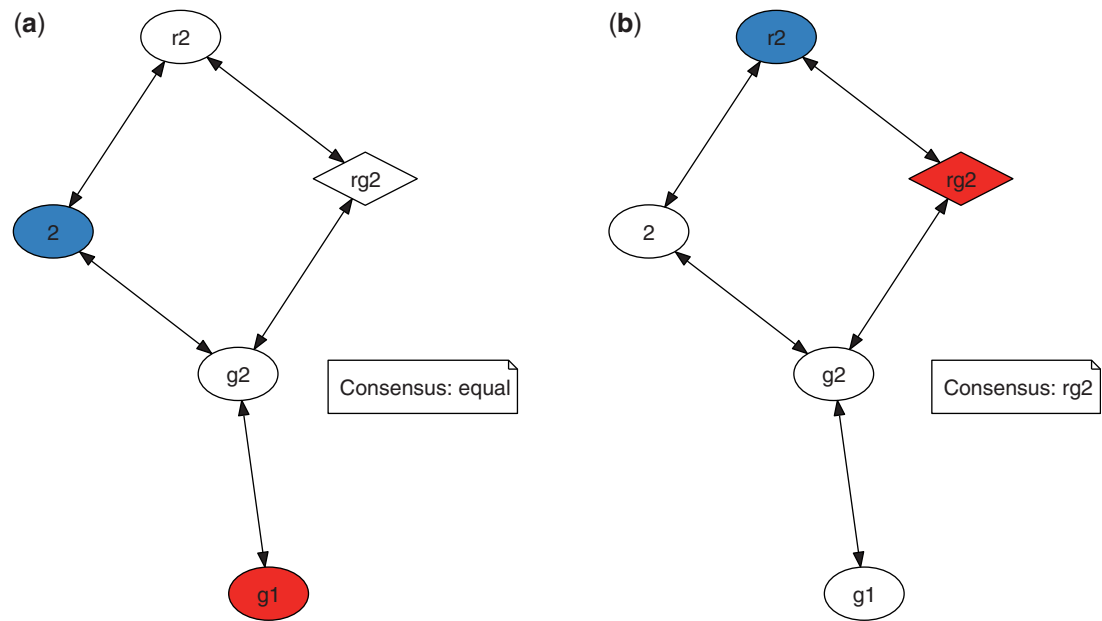 (a)
r2
rg2
2
g2
Consensus: equal
g1
(b)
r2
rg2
2
g2
Consensus: rg2
g1